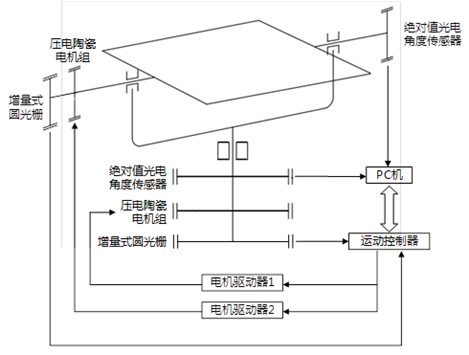 绝对值光电
角度传感器
压电陶瓷
电机组
增量式
圆光栅
绝对值光电
角度传感器
PC机
压电陶瓷
电机组
增量式圆光栅
运动控制器
电机驱动器1
电机驱动器2